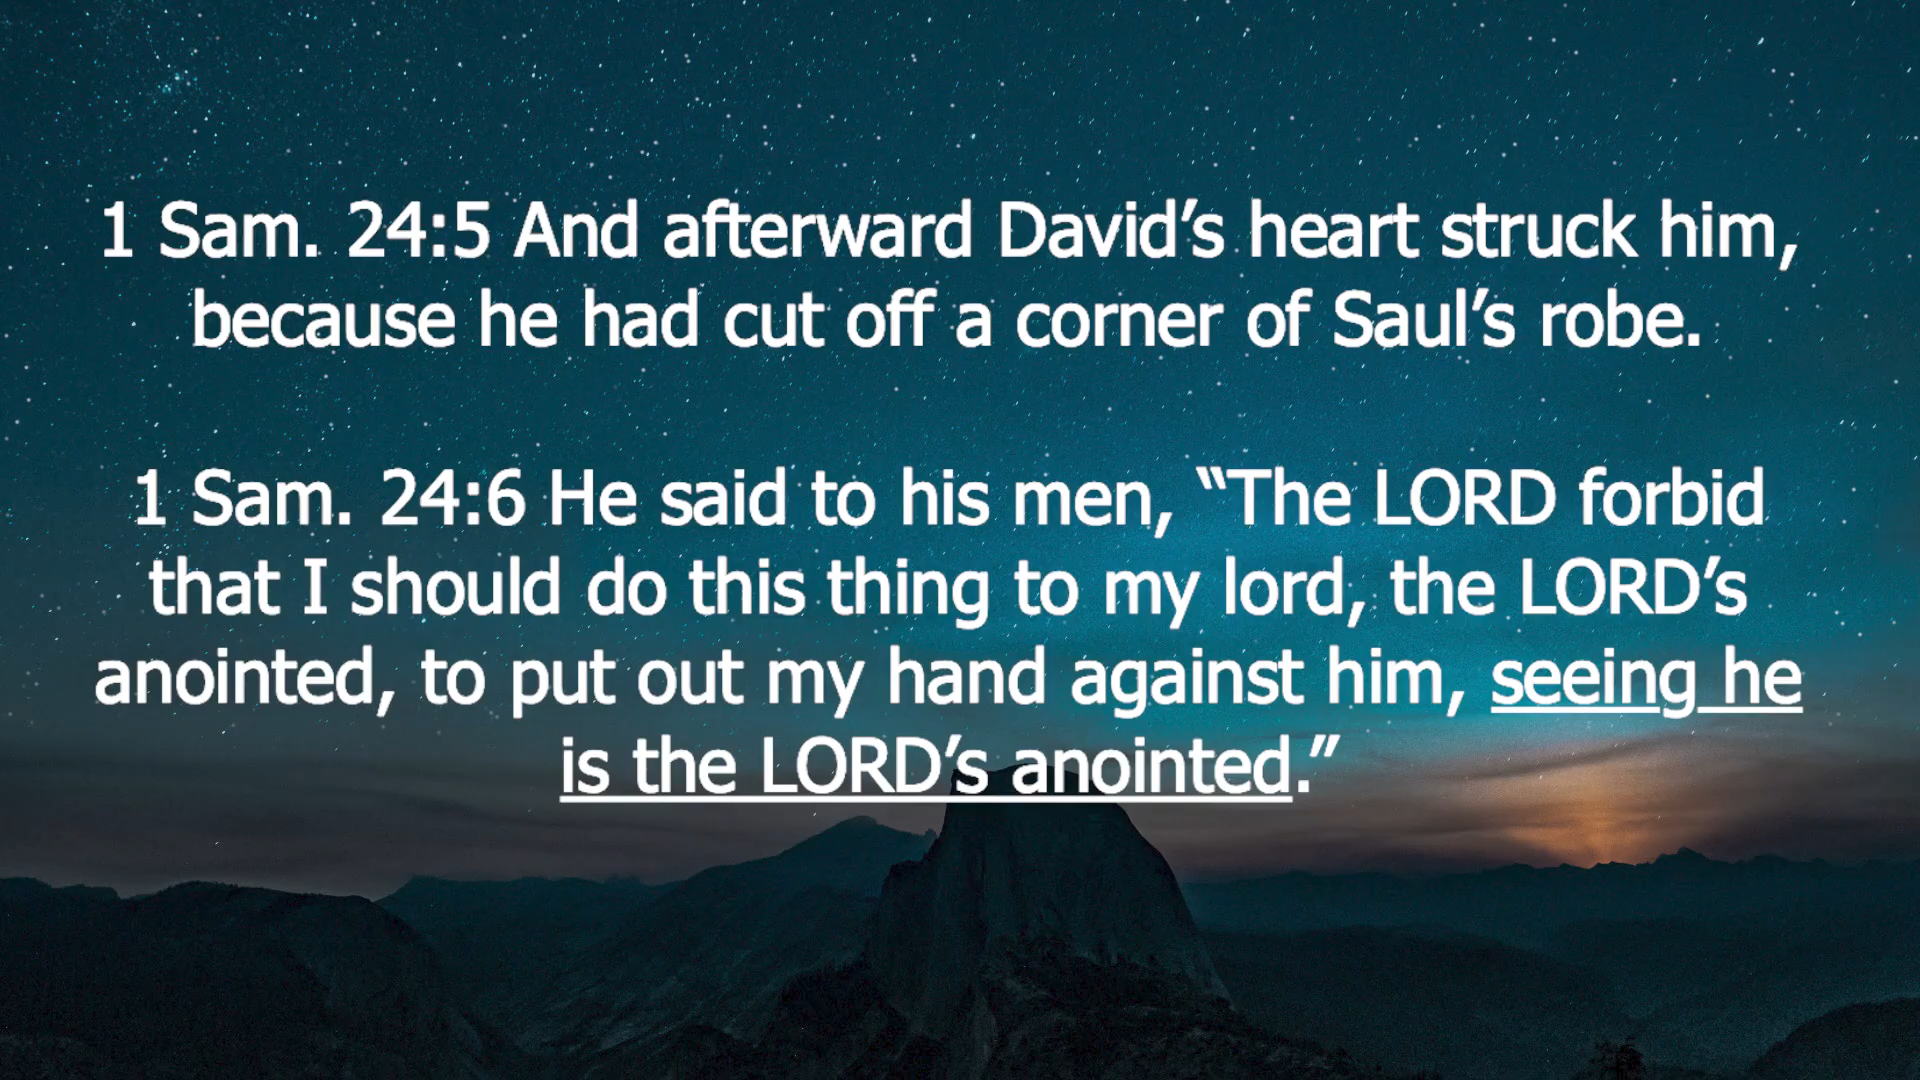 1 Sam. 24:5 And afterward David’s heart struck him,
because he had cut off a corner of Saul’s robe.
1 Sam. 24:6 He said to his men, “The LORD forbid
that I should do this thing to my lord, the LORD’s
anointed, to put out my hand against him, seeing he
is the LORD’s anointed.”